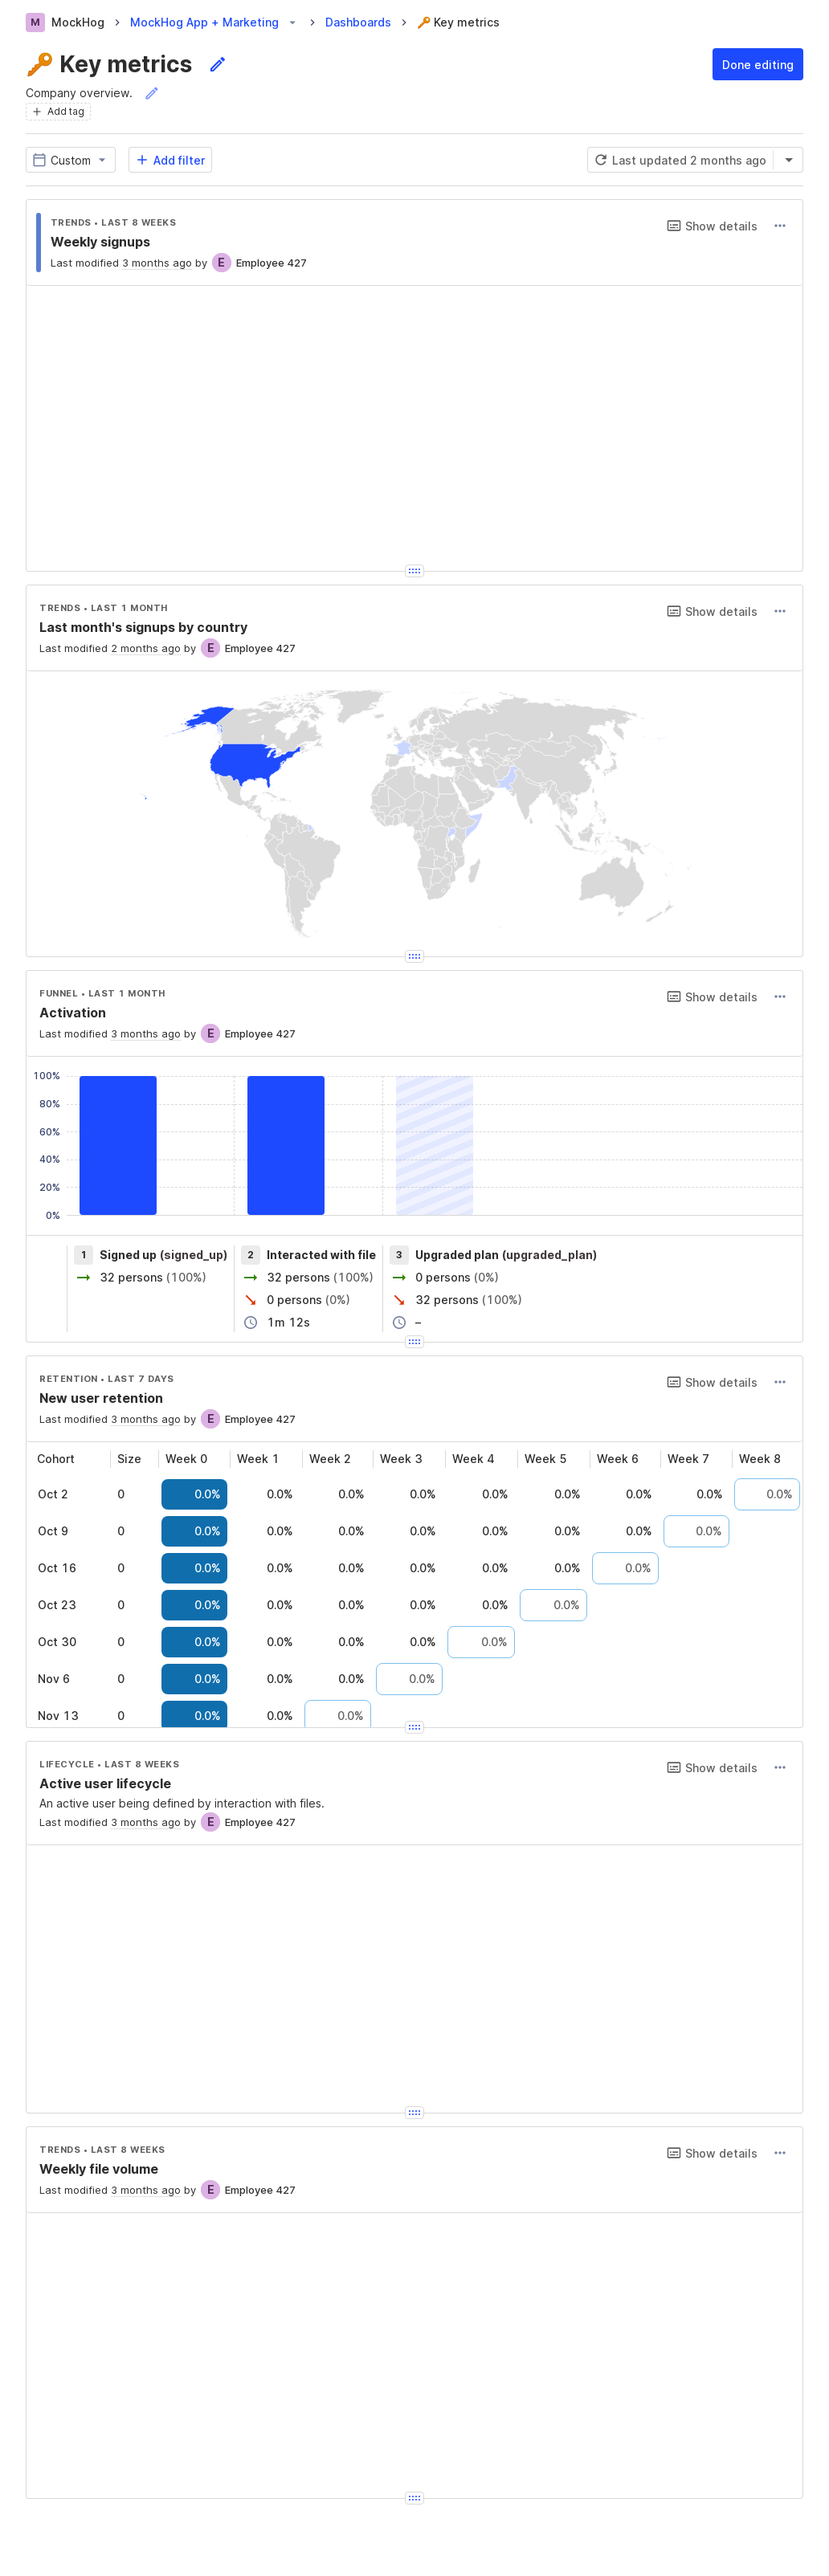 M MockHog > MockHog App + Marketing > Dashboards > 🔑 Key metrics
🔑 Key metrics
Done editing
Company overview.
+ Add tag
Custom
+ Add filter
Last updated 2 months ago
TRENDS • LAST 8 WEEKS
Show details
Weekly signups
Last modified 3 months ago by E Employee 427
TRENDS • LAST 1 MONTH
Show details
Last month's signups by country
Last modified 2 months ago by E Employee 427
FUNNEL • LAST 1 MONTH
Show details
Activation
Last modified 3 months ago by E Employee 427
100%
80%
60%
40%
20%
0%
1 Signed up (signed_up)
32 persons (100%)
2 Interacted with file
32 persons (100%)
0 persons (0%)
1m 12s
3 Upgraded plan (upgraded_plan)
0 persons (0%)
32 persons (100%)
–
RETENTION • LAST 7 DAYS
Show details
New user retention
Last modified 3 months ago by E Employee 427
Cohort Size Week 0 Week 1 Week 2 Week 3 Week 4 Week 5 Week 6 Week 7 Week 8
Oct 2 0 0.0% 0.0% 0.0% 0.0% 0.0% 0.0% 0.0% 0.0% 0.0%
Oct 9 0 0.0% 0.0% 0.0% 0.0% 0.0% 0.0% 0.0% 0.0%
Oct 16 0 0.0% 0.0% 0.0% 0.0% 0.0% 0.0% 0.0%
Oct 23 0 0.0% 0.0% 0.0% 0.0% 0.0% 0.0%
Oct 30 0 0.0% 0.0% 0.0% 0.0% 0.0%
Nov 6 0 0.0% 0.0% 0.0% 0.0%
Nov 13 0 0.0% 0.0% 0.0%
LIFECYCLE • LAST 8 WEEKS
Show details
Active user lifecycle
An active user being defined by interaction with files.
Last modified 3 months ago by E Employee 427
TRENDS • LAST 8 WEEKS
Show details
Weekly file volume
Last modified 3 months ago by E Employee 427